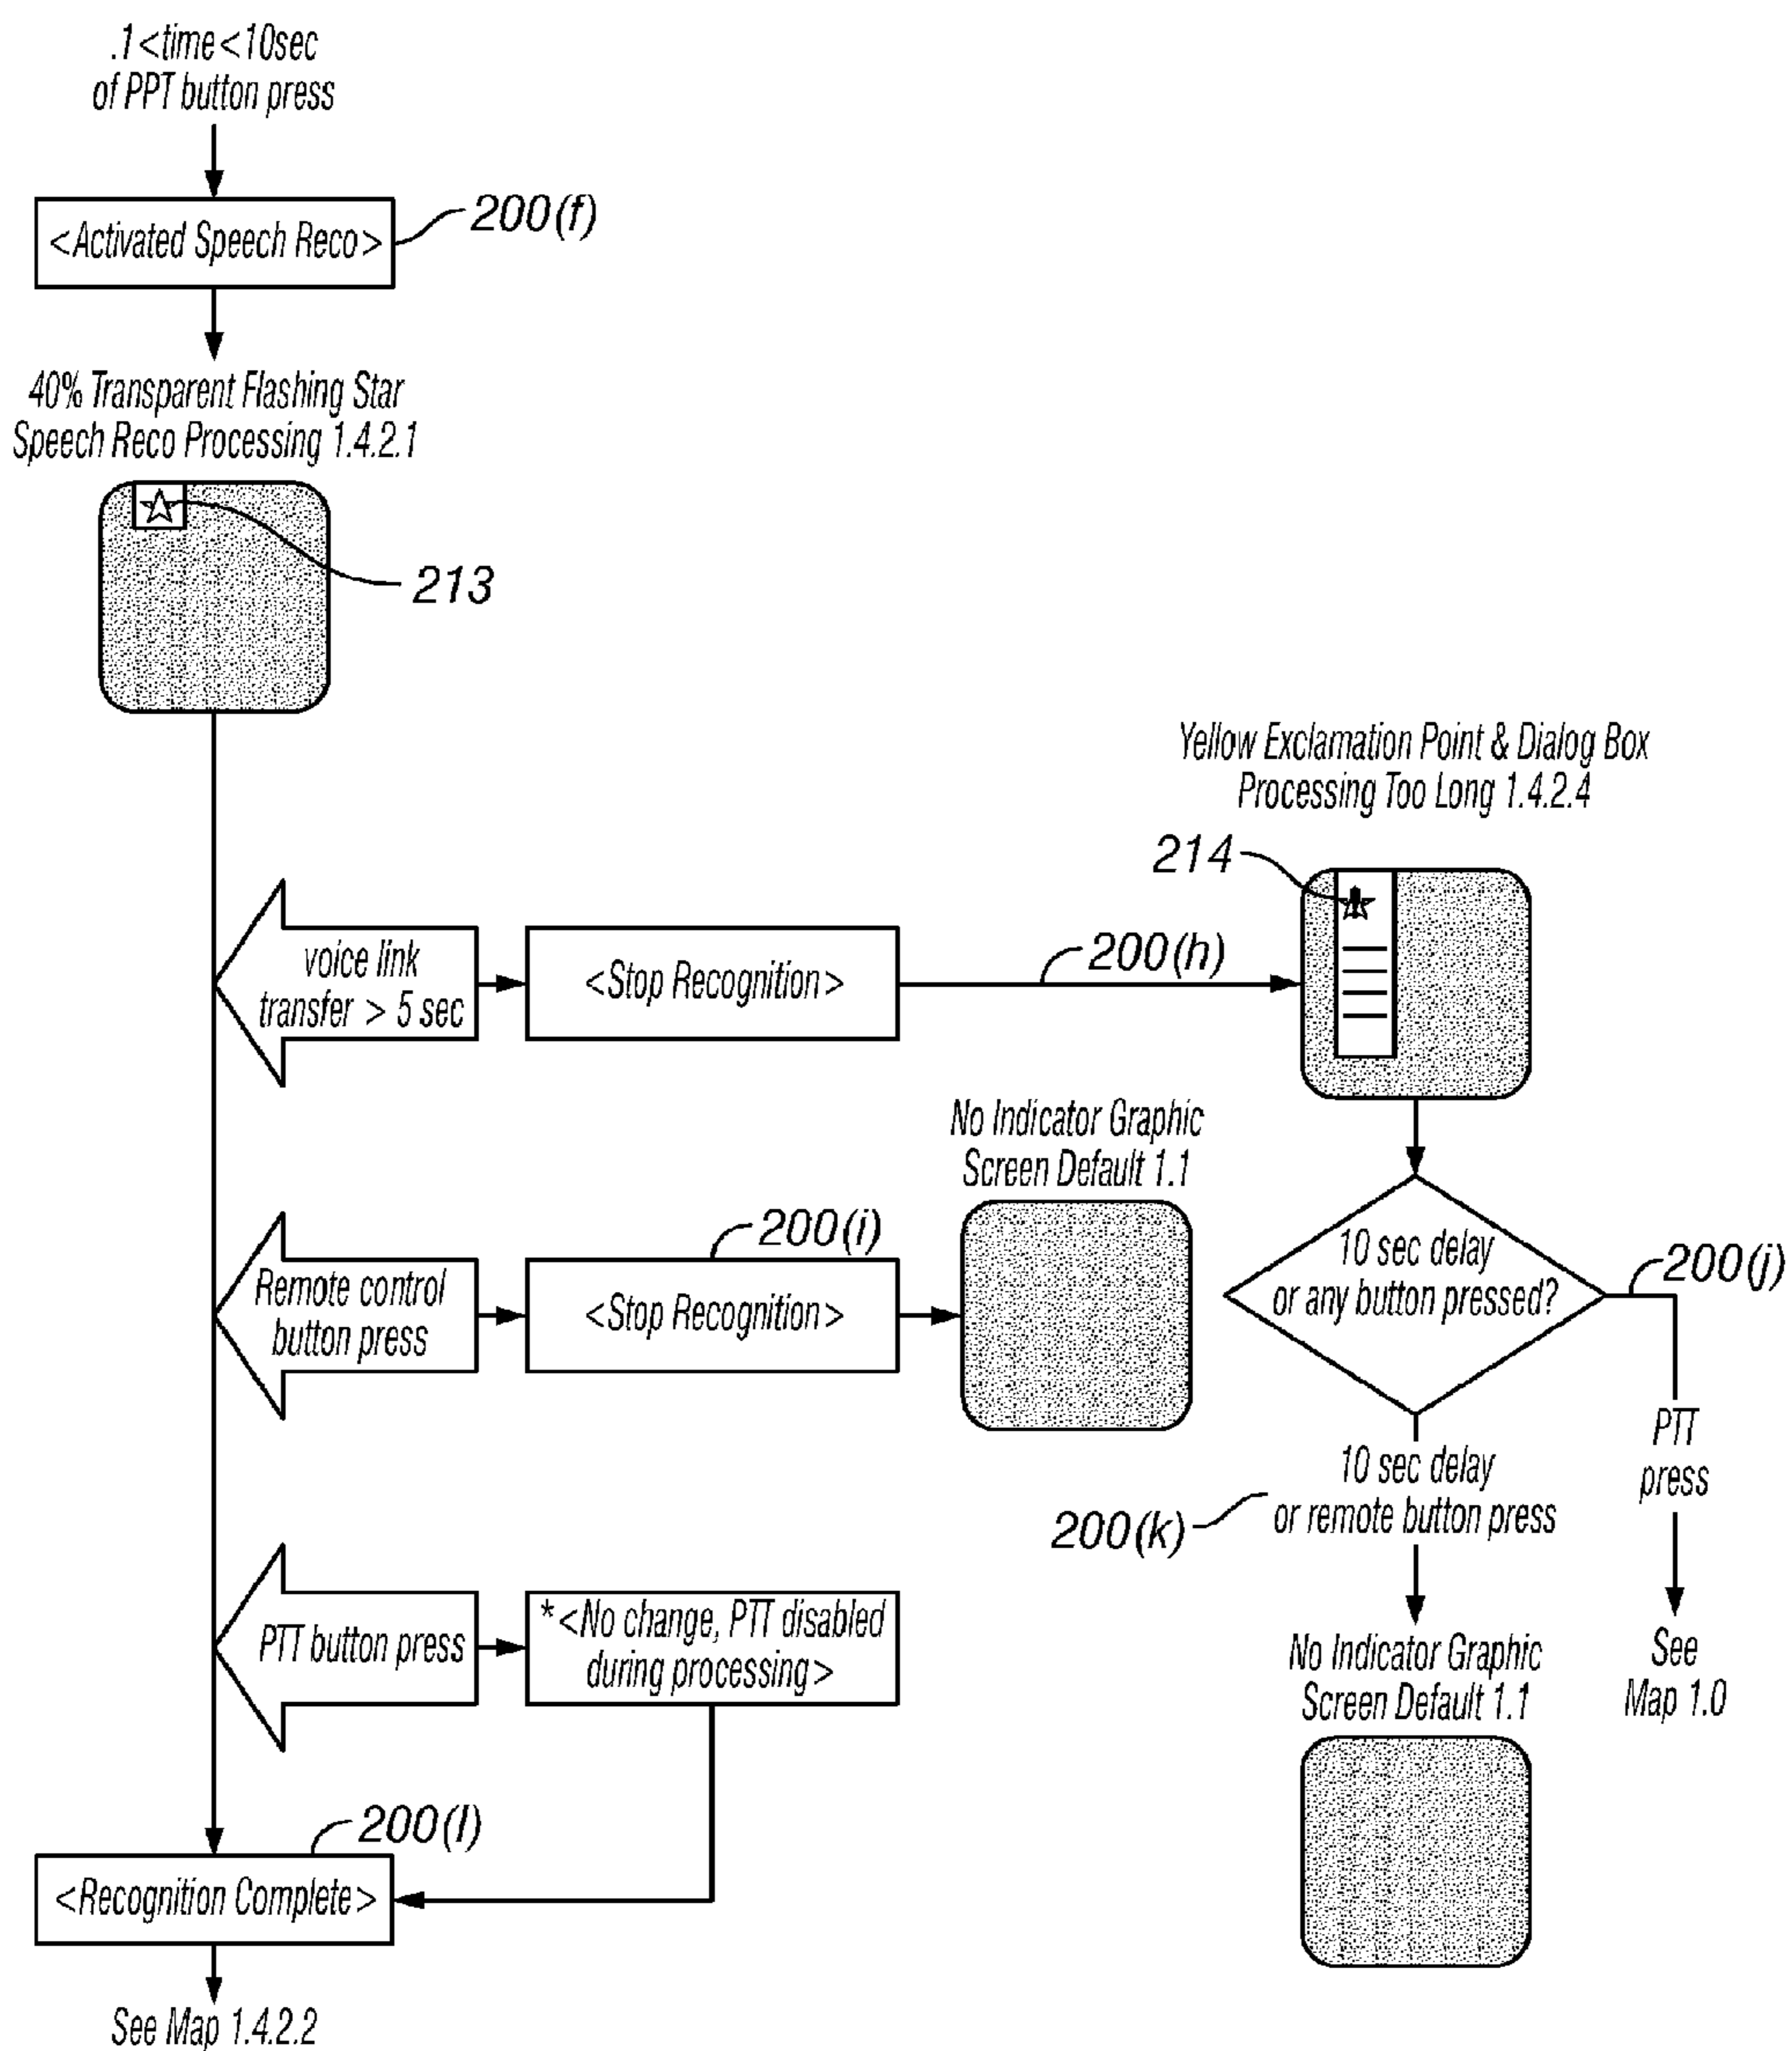 .1<time<10sec
of PPT button press
<Activated Speech Reco>
200(f)
40% Transparent Flashing Star
Speech Reco Processing 1.4.2.1
213
Yellow Exclamation Point & Dialog Box
Processing Too Long 1.4.2.4
214
voice link
transfer > 5 sec
<Stop Recognition>
200(h)
No Indicator Graphic
Screen Default 1.1
Remote control
button press
200(i)
<Stop Recognition>
10 sec delay
or any button pressed?
200(j)
PTT
press
See
Map 1.0
10 sec delay
or remote button press
200(k)
No Indicator Graphic
Screen Default 1.1
PTT button press
*<No change, PTT disabled
during processing>
200(l)
<Recognition Complete>
See Map 1.4.2.2